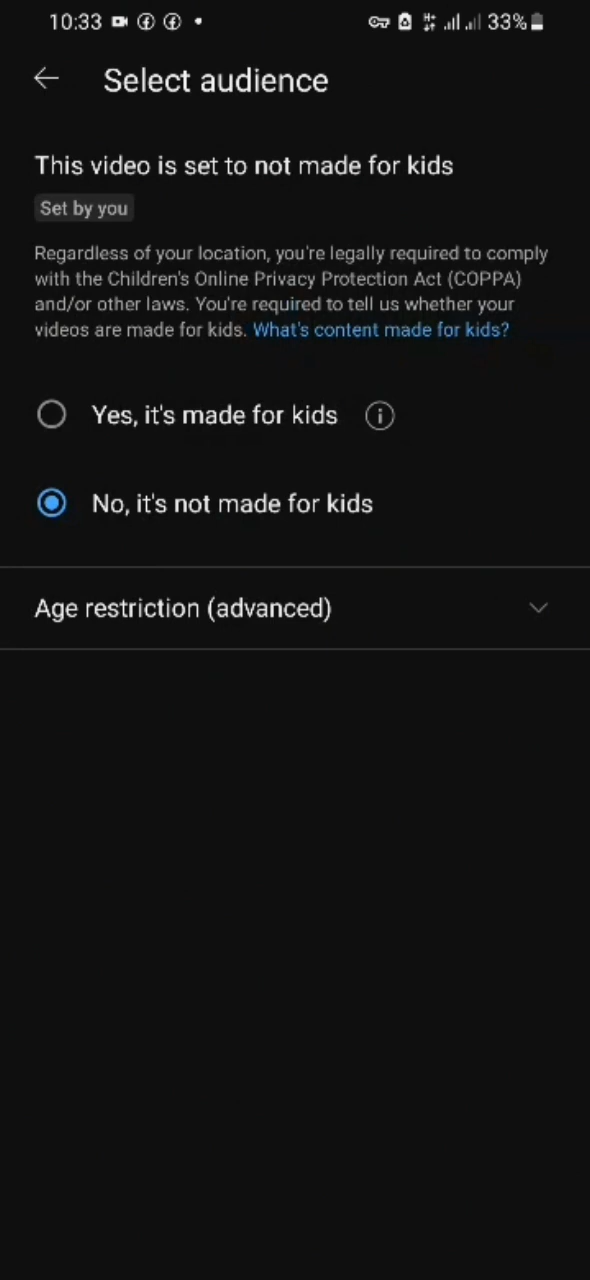 10:33
33%
Select audience
This video is set to not made for kids
Set by you
Regardless of your location, you're legally required to comply
with the Children's Online Privacy Protection Act (COPPA)
and/or other laws. You're required to tell us whether your
videos are made for kids. What's content made for kids?
Yes, it's made for kids
No, it's not made for kids
Age restriction (advanced)